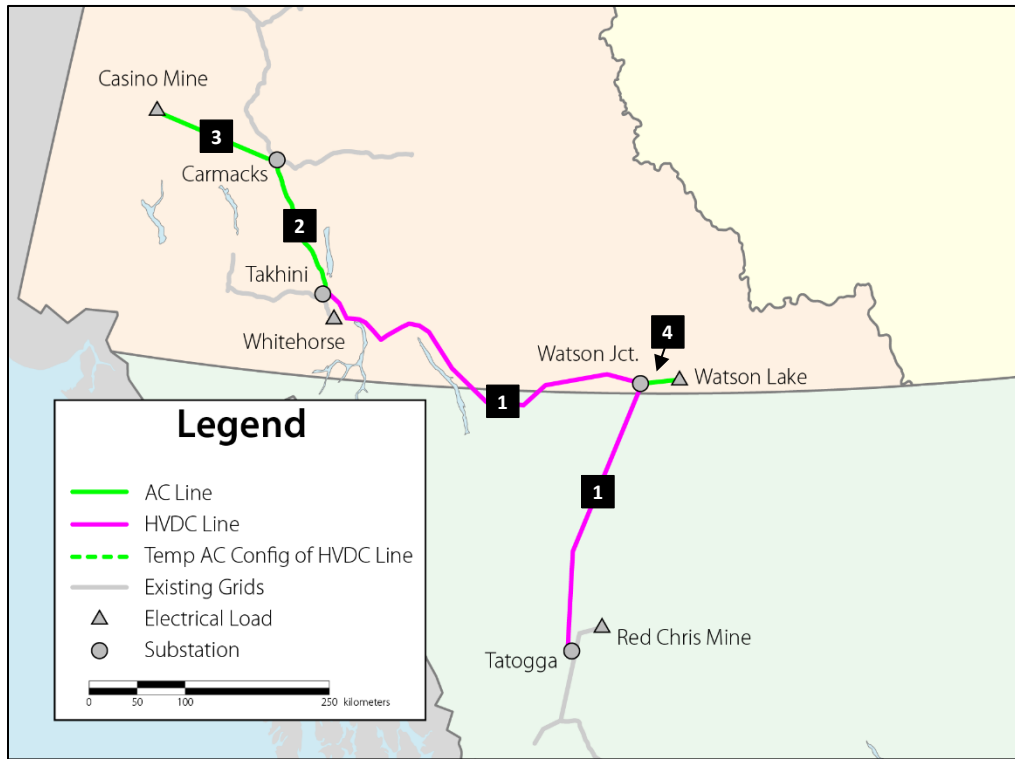 Casino Mine
3
Carmacks
2
Takhini
Whitehorse
4
Watson Jct.
Watson Lake
1
Legend
AC Line
HVDC Line
Temp AC Config of HVDC Line
Existing Grids
Electrical Load
Substation
0 50 100 250 kilometers
1
Red Chris Mine
Tatogga